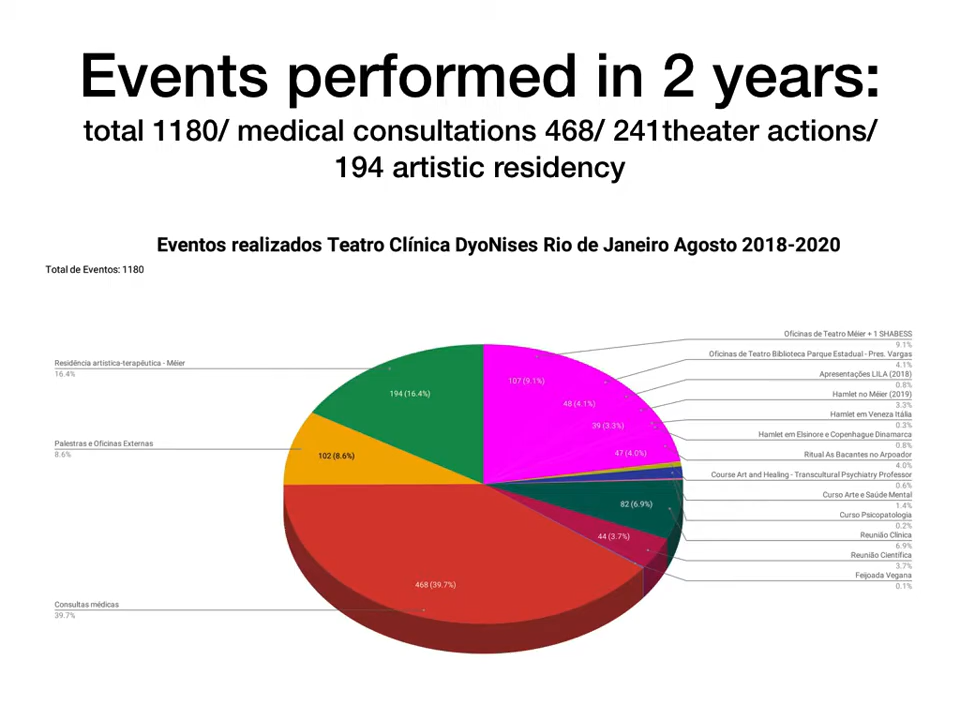 Events performed in 2 years:
total 1180/ medical consultations 468/ 241theater actions/
194 artistic residency
Eventos realizados Teatro Clínica DyoNises Rio de Janeiro Agosto 2018-2020
Total de Eventos: 1180
Residência artística-terapêutica - Méier
16.4%
Palestras e Oficinas Externas
8.6%
Consultas médicas
39.7%
194 (16.4%)
102 (8.6%)
468 (39.7%)
107 (9.1%)
48 (4.1%)
39 (3.3%)
47 (4.0%)
82 (6.9%)
44 (3.7%)
Oficinas de Teatro Méier + 1 SHABESS
9.1%
Oficinas de Teatro Biblioteca Parque Estadual - Pres. Vargas
4.1%
Apresentações LILA (2018)
0.8%
Hamlet no Méier (2019)
3.3%
Hamlet em Veneza Itália
0.3%
Hamlet em Elsinore e Copenhague Dinamarca
0.8%
Ritual As Bacantes no Arpoador
4.0%
Course Art and Healing - Transcultural Psychiatry Professor
0.6%
Curso Arte e Saúde Mental
1.4%
Curso Psicopatologia
0.2%
Reunião Clínica
6.9%
Reunião Científica
3.7%
Feijoada Vegana
0.1%